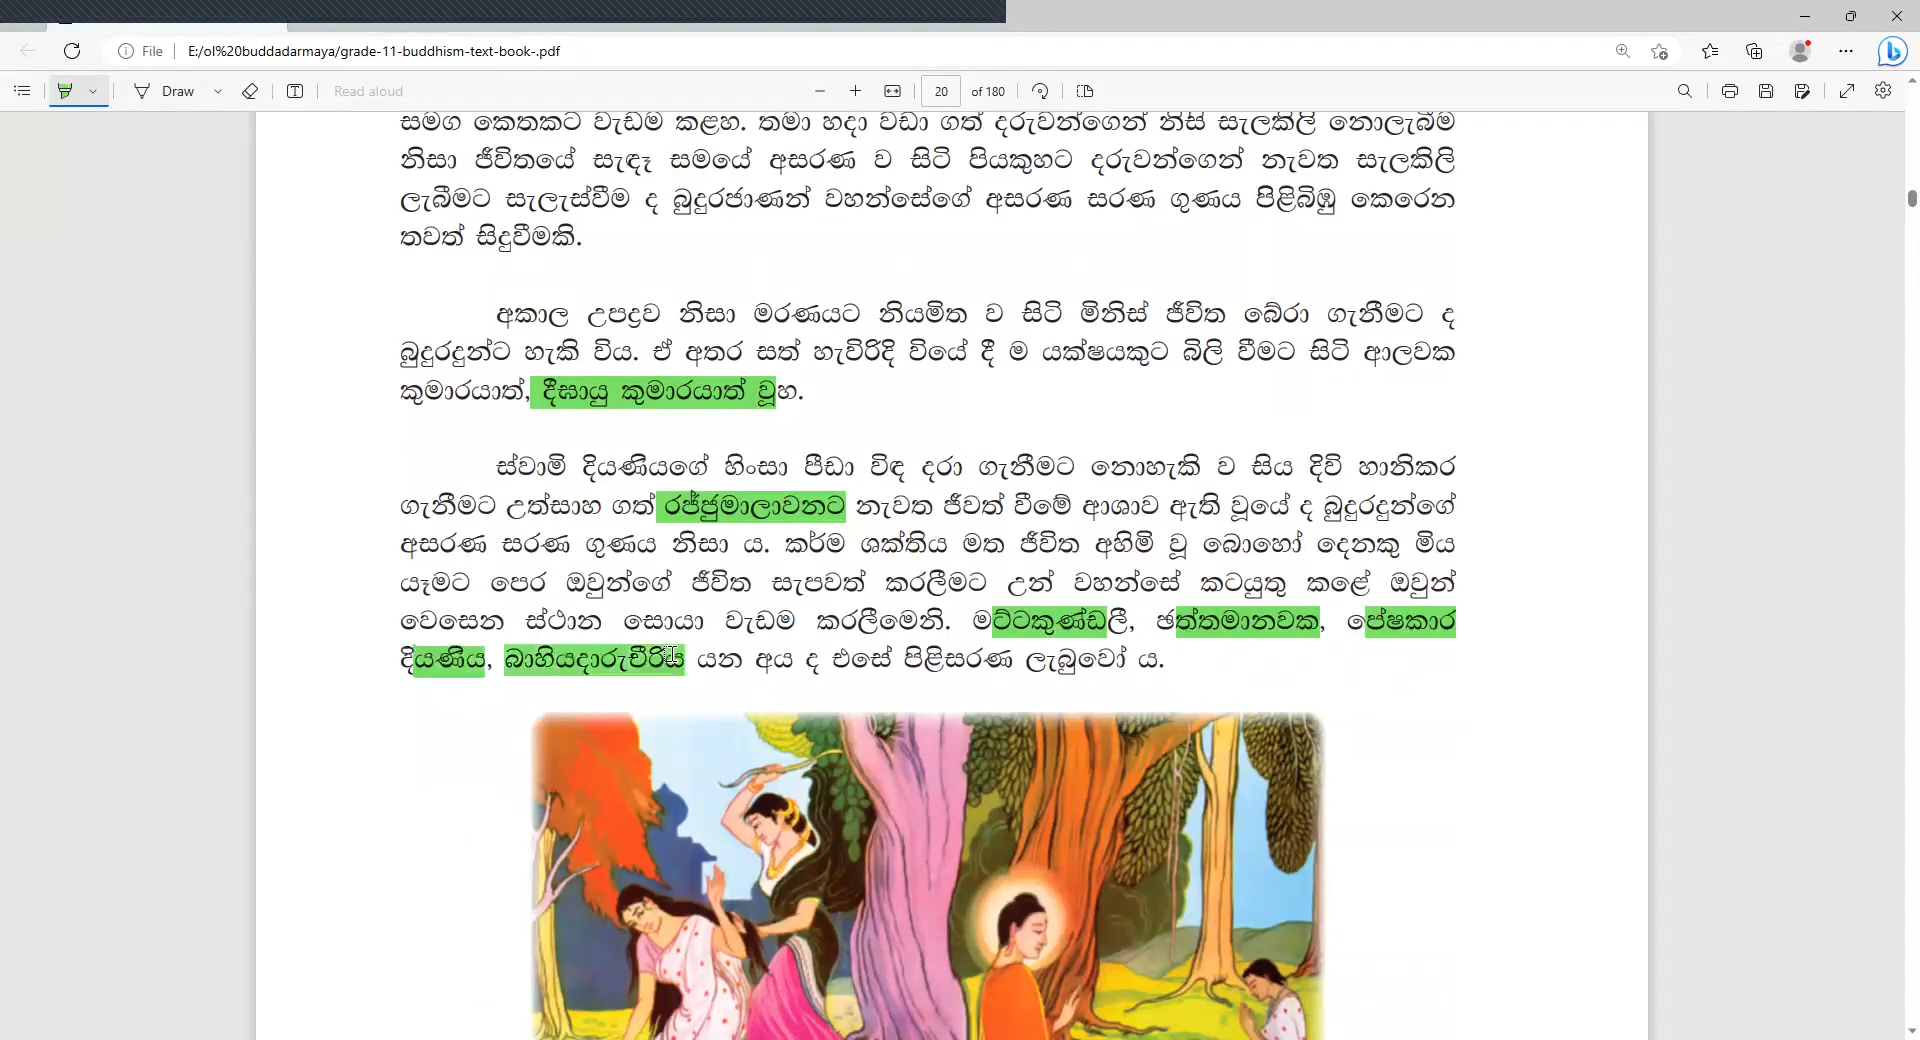 File
E:/ol%20buddadarmaya/grade-11-buddhism-text-book-.pdf
Draw
Read aloud
20
of 180
සමග කෙතකට වැඩම කළහ. තමා හදා වඩා ගත් දරුවන්ගෙන් නිසි සැලකිලි නොලැබීම
නිසා ජීවිතයේ සැඳෑ සමයේ අසරණ ව සිටි පියකුහට දරුවන්ගෙන් නැවත සැලකිලි
ලැබීමට සැලැස්වීම ද බුදුරජාණන් වහන්සේගේ අසරණ සරණ ගුණය පිළිබිඹු කෙරෙන
තවත් සිදුවීමකි.
අකාල උපද්‍රව නිසා මරණයට නියමිත ව සිටි මිනිස් ජීවිත බේරා ගැනීමට ද
බුදුරදුන්ට හැකි විය. ඒ අතර සත් හැවිරිදි වියේ දී ම යක්ෂයකුට බිලි වීමට සිටි ආලවක
කුමාරයාත්, දීඝායු කුමාරයාත් වූහ.
ස්වාමි දියණියගේ හිංසා පීඩා විඳ දරා ගැනීමට නොහැකි ව සිය දිවි හානිකර
ගැනීමට උත්සාහ ගත් රජ්ජුමාලාවනට නැවත ජීවත් වීමේ ආශාව ඇති වූයේ ද බුදුරදුන්ගේ
අසරණ සරණ ගුණය නිසා ය. කර්ම ශක්තිය මත ජීවිත අහිමි වූ බොහෝ දෙනකු මිය
යෑමට පෙර ඔවුන්ගේ ජීවිත සැපවත් කරලීමට උන් වහන්සේ කටයුතු කළේ ඔවුන්
වෙසෙන ස්ථාන සොයා වැඩම කරලීමෙනි. මට්ටකුණ්ඩලී, ඡත්තමානවක, පේෂකාර
දියණිය, බාහියදාරුචීරිය යන අය ද එසේ පිළිසරණ ලැබුවෝ ය.